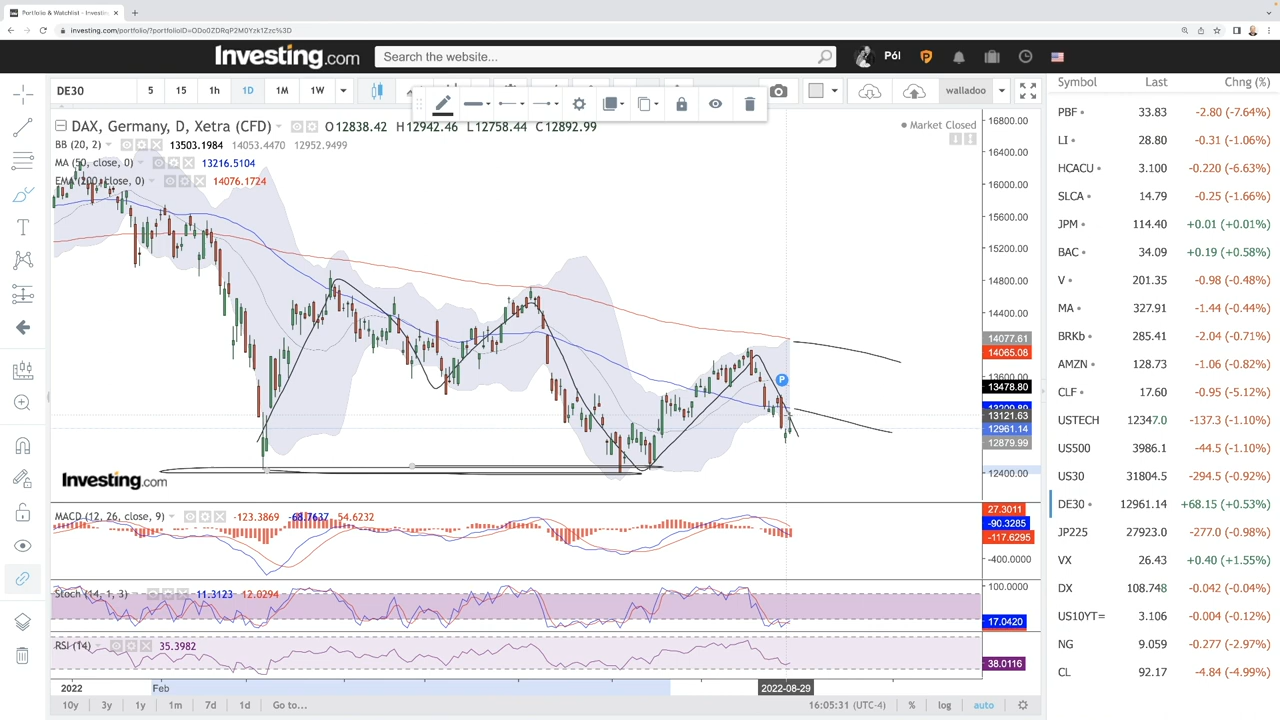 Portfolio & Watchlist - Investin
investing.com/portfolio/?portfolioID=ODo0ZDRqP2M0Yzk1Zzc%3D
Investing.com
Search the website...
Pól
DE30 5 15 1h 1D 1M 1W
walladoo
DAX, Germany, D, Xetra (CFD) O12838.42 H12942.46 L12758.44 C12892.99
Market Closed
BB (20, 2) 13503.1984 14053.4470 12952.9499
MA (50, close, 0) 13216.5104
EMA (200, close, 0) 14076.1724
16800.00
16400.00
16000.00
15600.00
15200.00
14800.00
14400.00
14077.61
14065.08
13600.00
13478.80
13209.89
13121.63
12961.14
12879.99
12400.00
P
Investing.com
MACD (12, 26, close, 9) -123.3869 -68.7637 54.6232
27.3011
-90.3285
-117.6295
-400.0000
Stoch (14, 1, 3) 11.3123 12.0294
100.0000
17.0420
RSI (14) 35.3982
38.0116
2022 Feb 2022-08-29
10y 3y 1y 1m 7d 1d Go to...
16:05:31 (UTC-4) % log auto
Symbol Last Chng (%)
PBF 33.83 -2.80 (-7.64%)
LI 28.80 -0.31 (-1.06%)
HCACU 3.100 -0.220 (-6.63%)
SLCA 14.79 -0.25 (-1.66%)
JPM 114.40 +0.01 (+0.01%)
BAC 34.09 +0.19 (+0.58%)
V 201.35 -0.98 (-0.48%)
MA 327.91 -1.44 (-0.44%)
BRKb 285.41 -2.04 (-0.71%)
AMZN 128.73 -1.06 (-0.82%)
CLF 17.60 -0.95 (-5.12%)
USTECH 12347.0 -137.3 (-1.10%)
US500 3986.1 -44.5 (-1.10%)
US30 31804.5 -294.5 (-0.92%)
DE30 12961.14 +68.15 (+0.53%)
JP225 27923.0 -277.0 (-0.98%)
VX 26.43 +0.40 (+1.55%)
DX 108.748 -0.042 (-0.04%)
US10YT= 3.106 -0.004 (-0.12%)
NG 9.059 -0.277 (-2.97%)
CL 92.17 -4.84 (-4.99%)